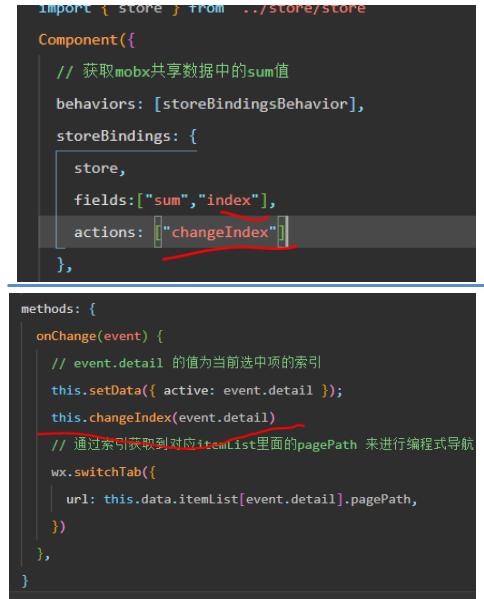 import { store } from "../store/store
Component({
// 获取mobx共享数据中的sum值
behaviors: [storeBindingsBehavior],
storeBindings: {
store,
fields:["sum","index"],
actions: ["changeIndex"]
},
methods: {
onChange(event) {
// event.detail 的值为当前选中项的索引
this.setData({ active: event.detail });
this.changeIndex(event.detail)
// 通过索引获取到对应itemList里面的pagePath 来进行编程式导航
wx.switchTab({
url: this.data.itemList[event.detail].pagePath,
})
},
}